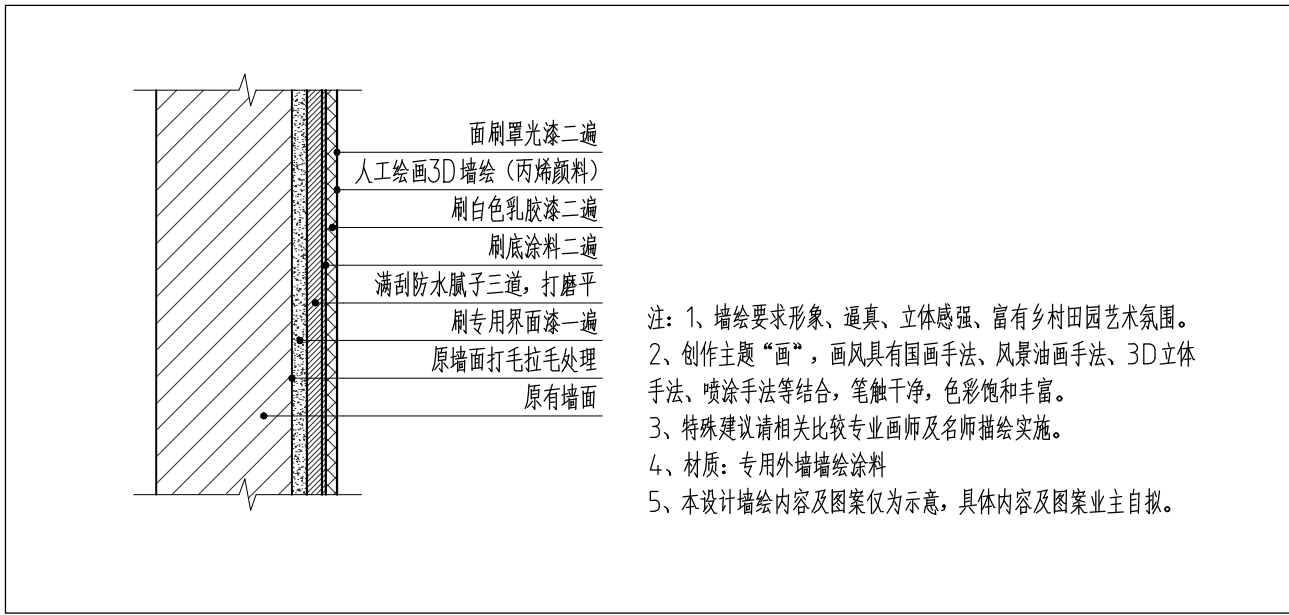 面刷罩光漆二遍
人工绘画3D墙绘（丙烯颜料）
刷白色乳胶漆二遍
刷底涂料二遍
满刮防水腻子三道，打磨平
刷专用界面漆一遍
原墙面打毛拉毛处理
原有墙面
注：1、墙绘要求形象、逼真、立体感强、富有乡村田园艺术氛围。
2、创作主题“画”，画风具有国画手法、风景油画手法、3D立体
手法、喷涂手法等结合，笔触干净，色彩饱和丰富。
3、特殊建议请相关比较专业画师及名师描绘实施。
4、材质：专用外墙墙绘涂料
5、本设计墙绘内容及图案仅为示意，具体内容及图案业主自拟。